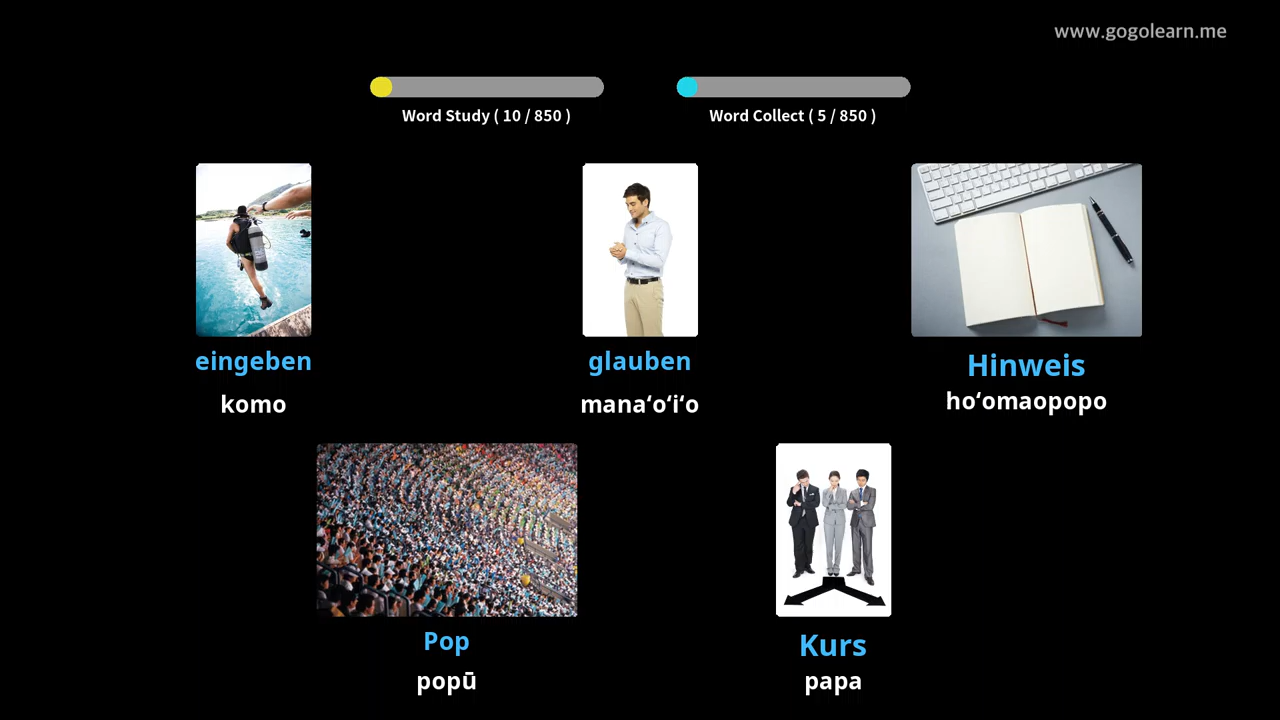 www.gogolearn.me
Word Study ( 10 / 850 )
Word Collect ( 5 / 850 )
eingeben
komo
glauben
manaʻoʻiʻo
Hinweis
hoʻomaopopo
Pop
popū
Kurs
papa